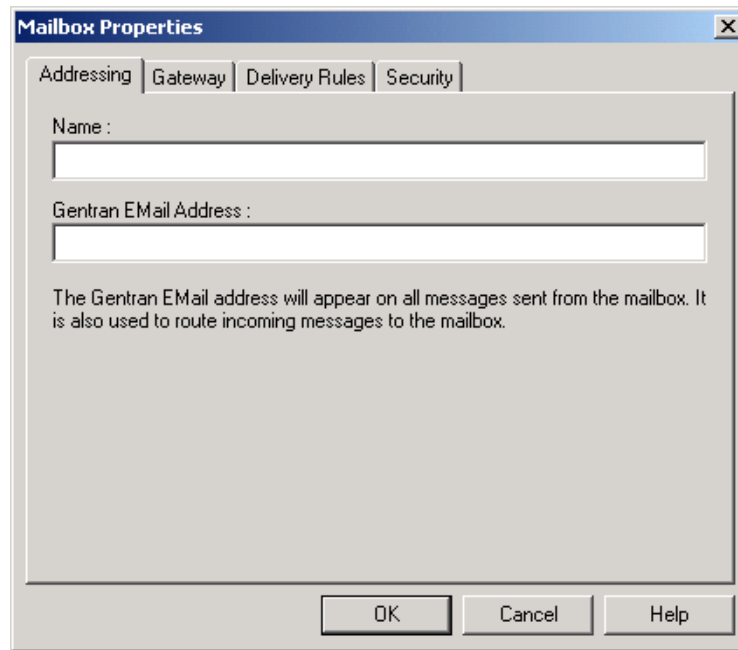 Mailbox Properties
Addressing Gateway Delivery Rules Security
Name :
Gentran EMail Address :
The Gentran EMail address will appear on all messages sent from the mailbox. It
is also used to route incoming messages to the mailbox.
OK Cancel Help